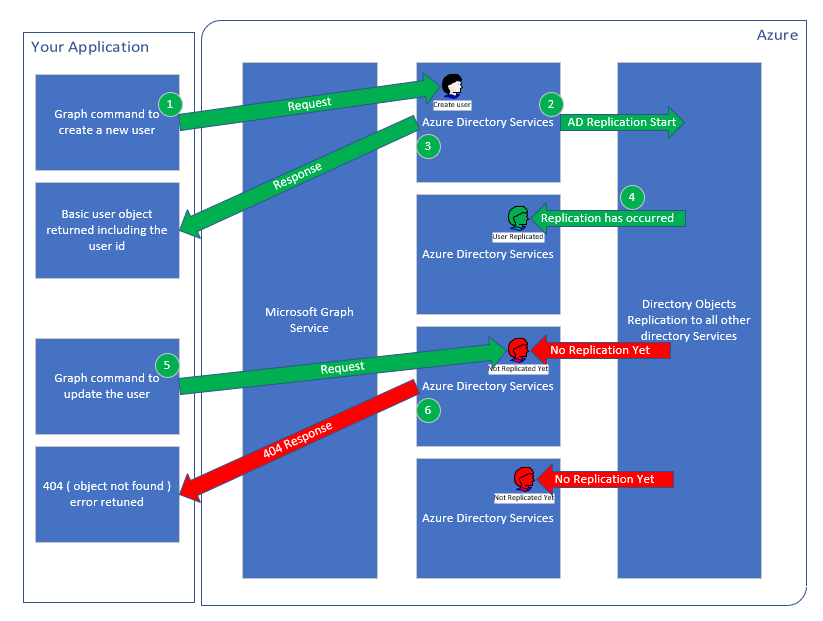 Your Application
Azure
Graph command to
create a new user
1
Request
Create user
Azure Directory Services
2
AD Replication Start
3
Response
Basic user object
returned including the
user id
4
Replication has occurred
User Replicated
Azure Directory Services
Microsoft Graph
Service
Directory Objects
Replication to all other
directory Services
Graph command to
update the user
5
Request
No Replication Yet
Not Replicated Yet
Azure Directory Services
6
404 Response
404 ( object not found )
error retuned
No Replication Yet
Not Replicated Yet
Azure Directory Services